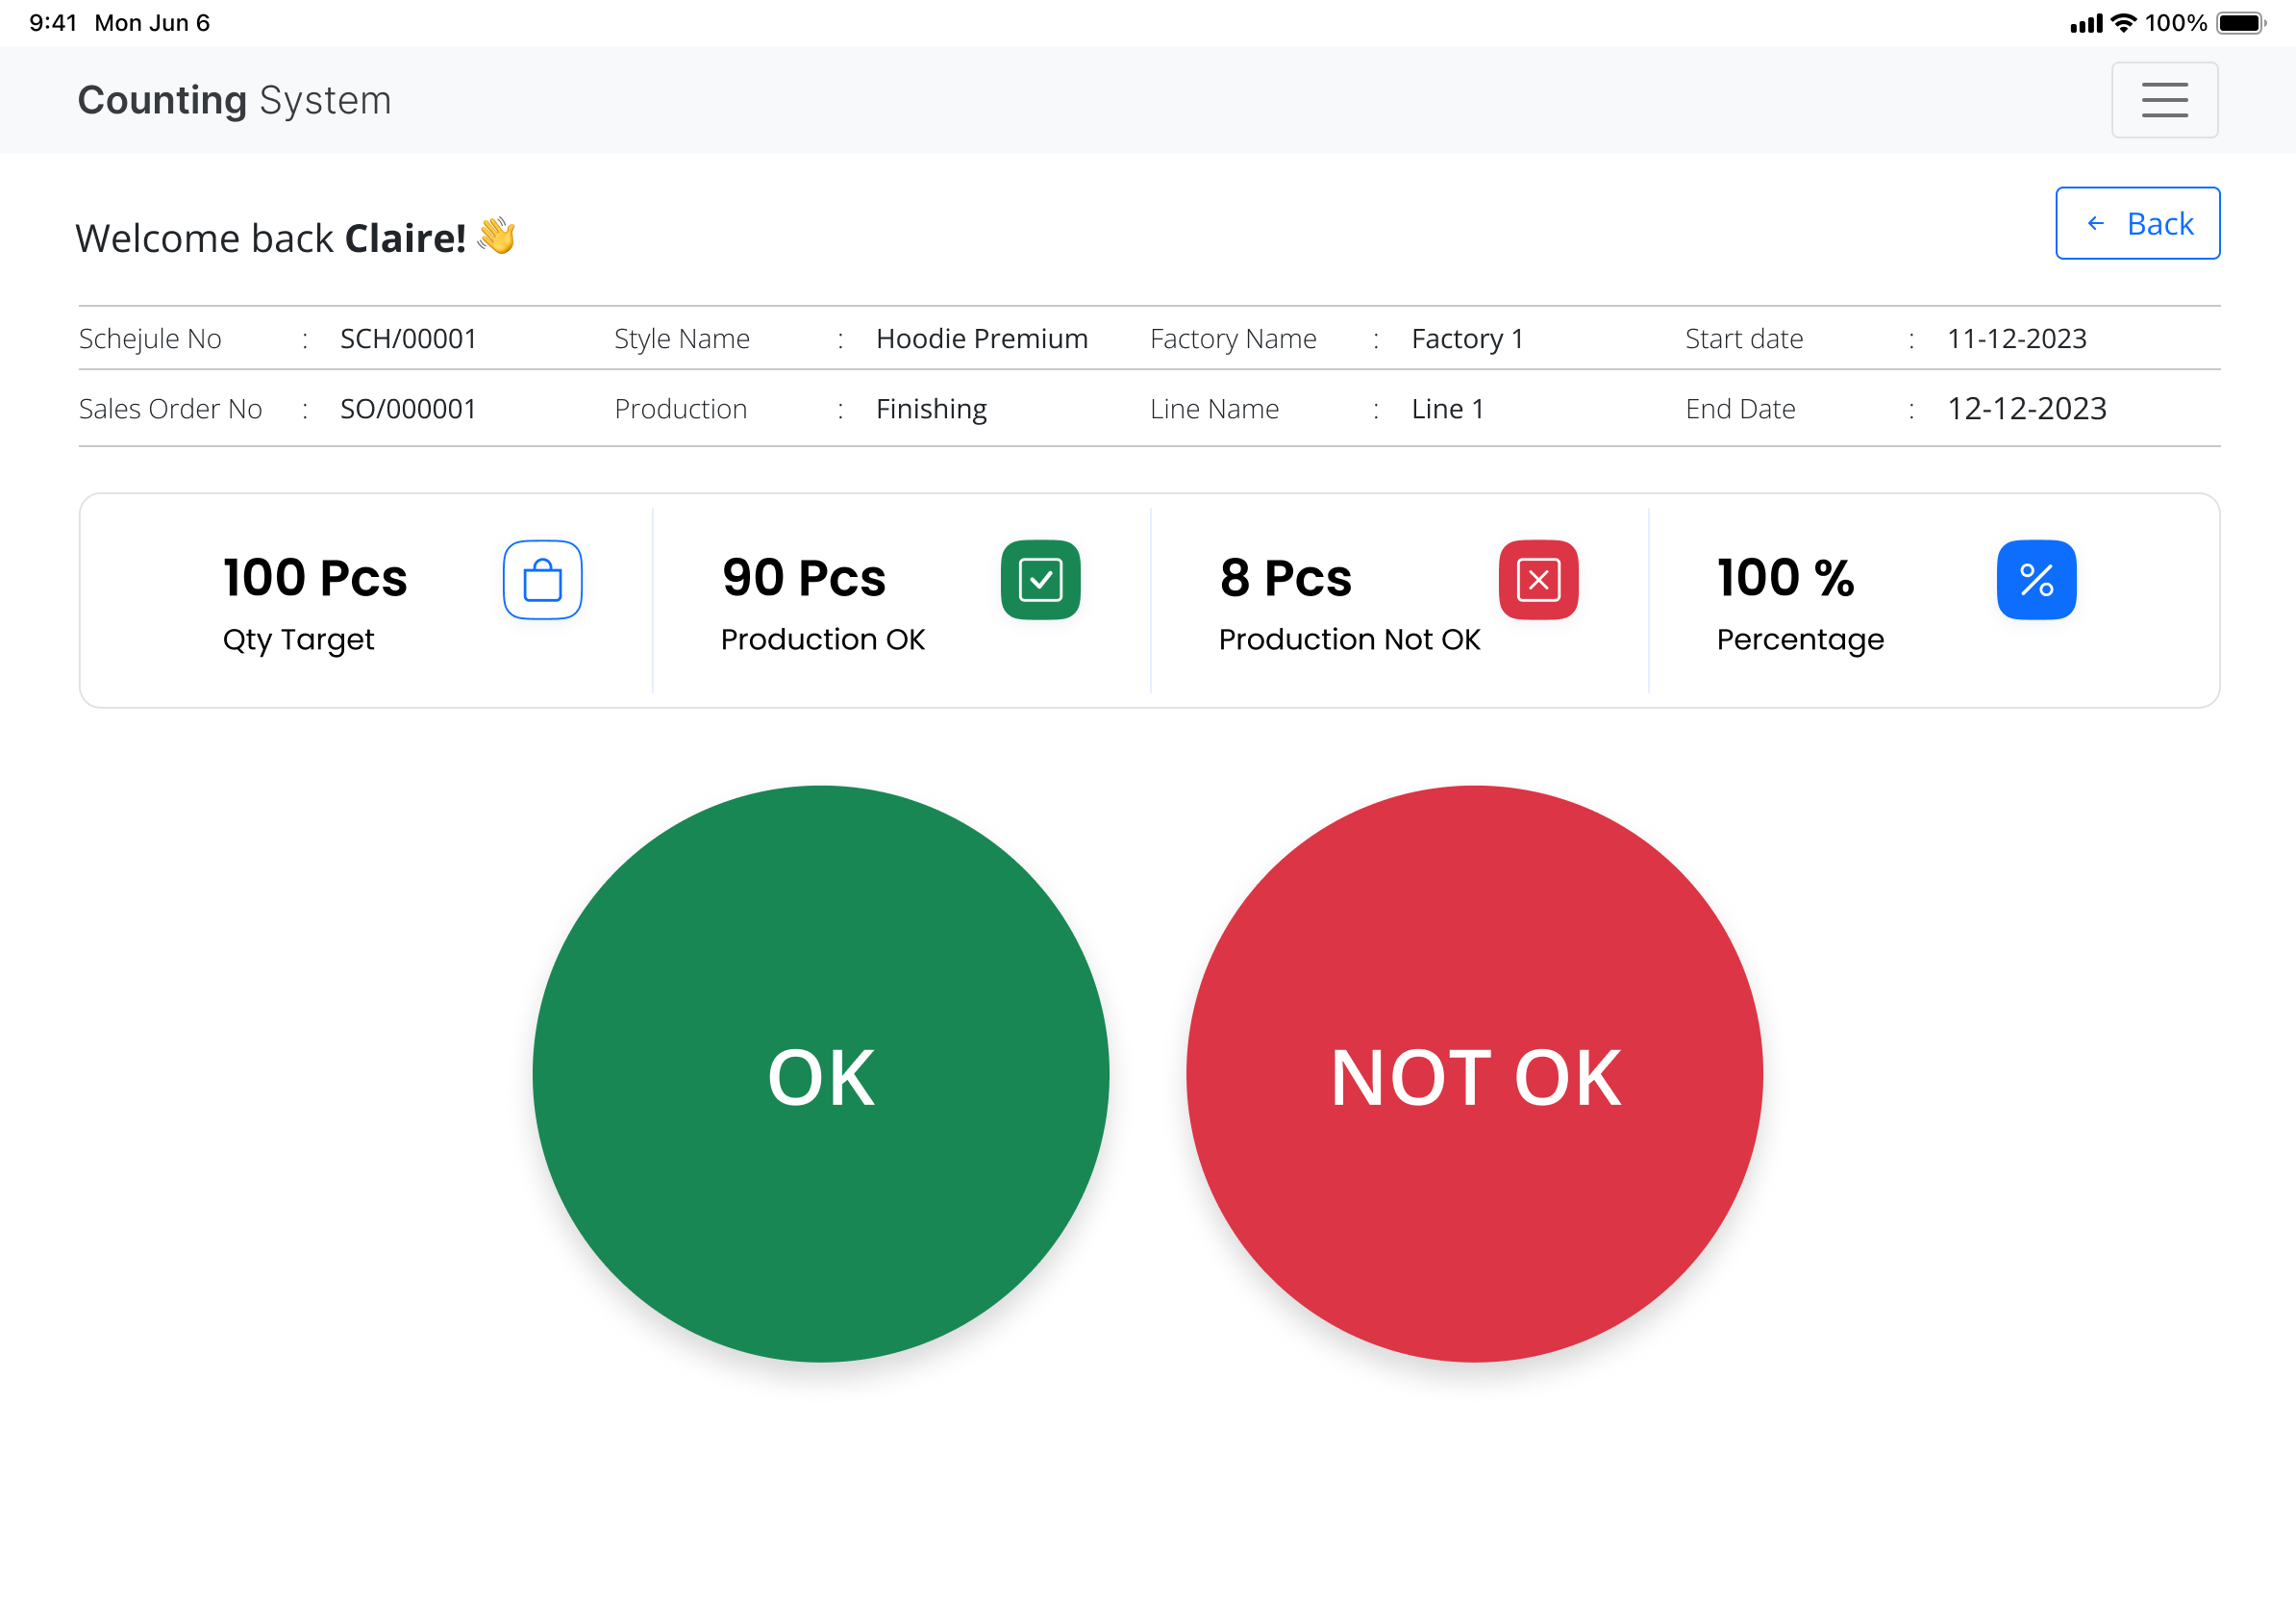 9:41 Mon Jun 6 100%
Counting System
Welcome back Claire! 👋
← Back
Schejule No : SCH/00001 Style Name : Hoodie Premium Factory Name : Factory 1 Start date : 11-12-2023
Sales Order No : SO/000001 Production : Finishing Line Name : Line 1 End Date : 12-12-2023
100 Pcs
Qty Target
90 Pcs
Production OK
8 Pcs
Production Not OK
100 %
Percentage
%
OK
NOT OK